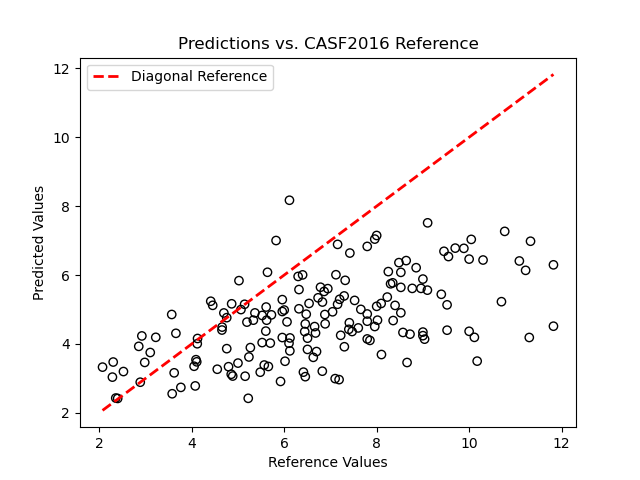 Predictions vs. CASF2016 Reference
Diagonal Reference
12
10
8
6
4
2
Predicted Values
2 4 6 8 10 12
Reference Values